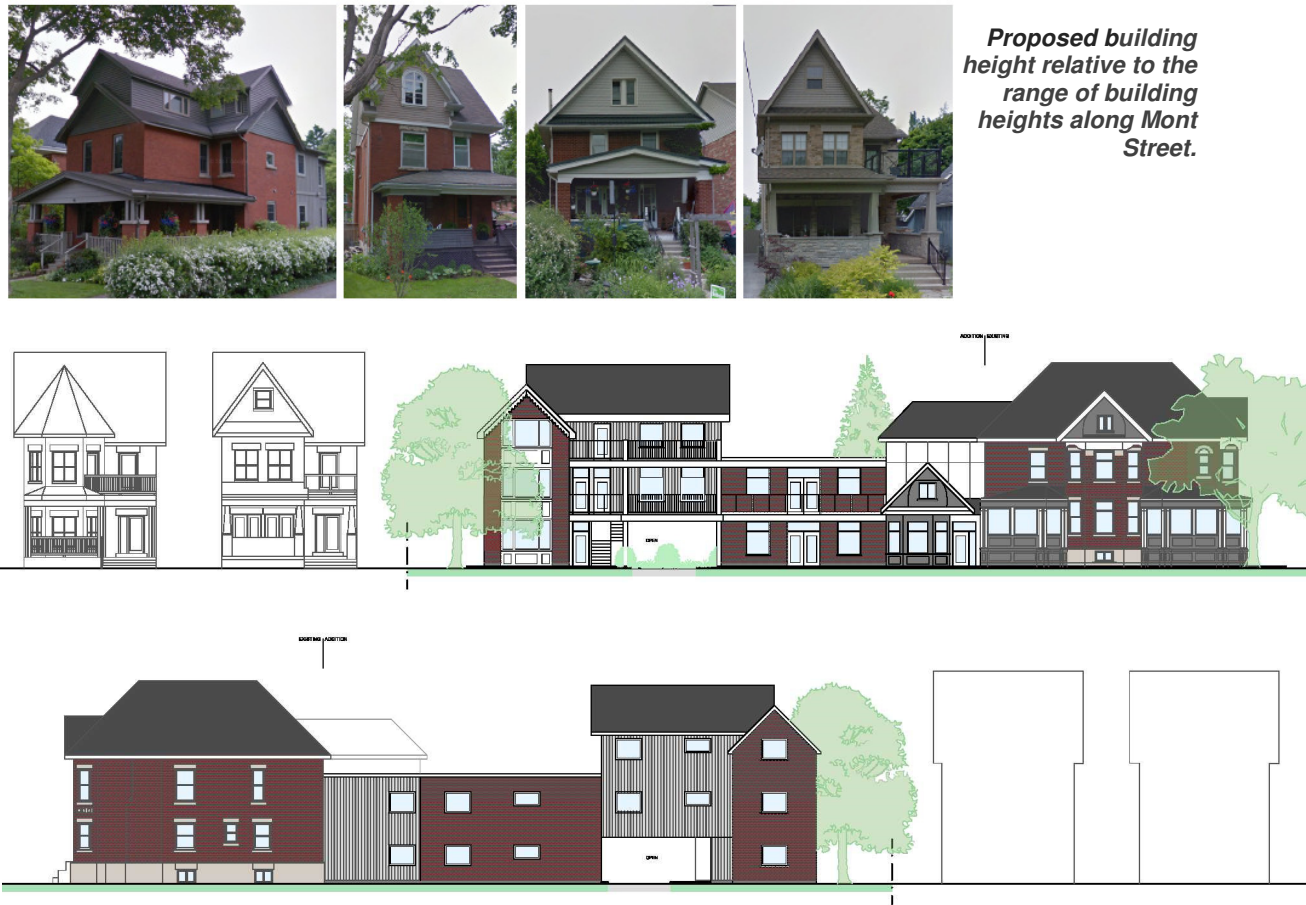 Proposed building
height relative to the
range of building
heights along Mont
Street.
ADDITION EXISTING
OPEN
EXISTING ADDITION
OPEN